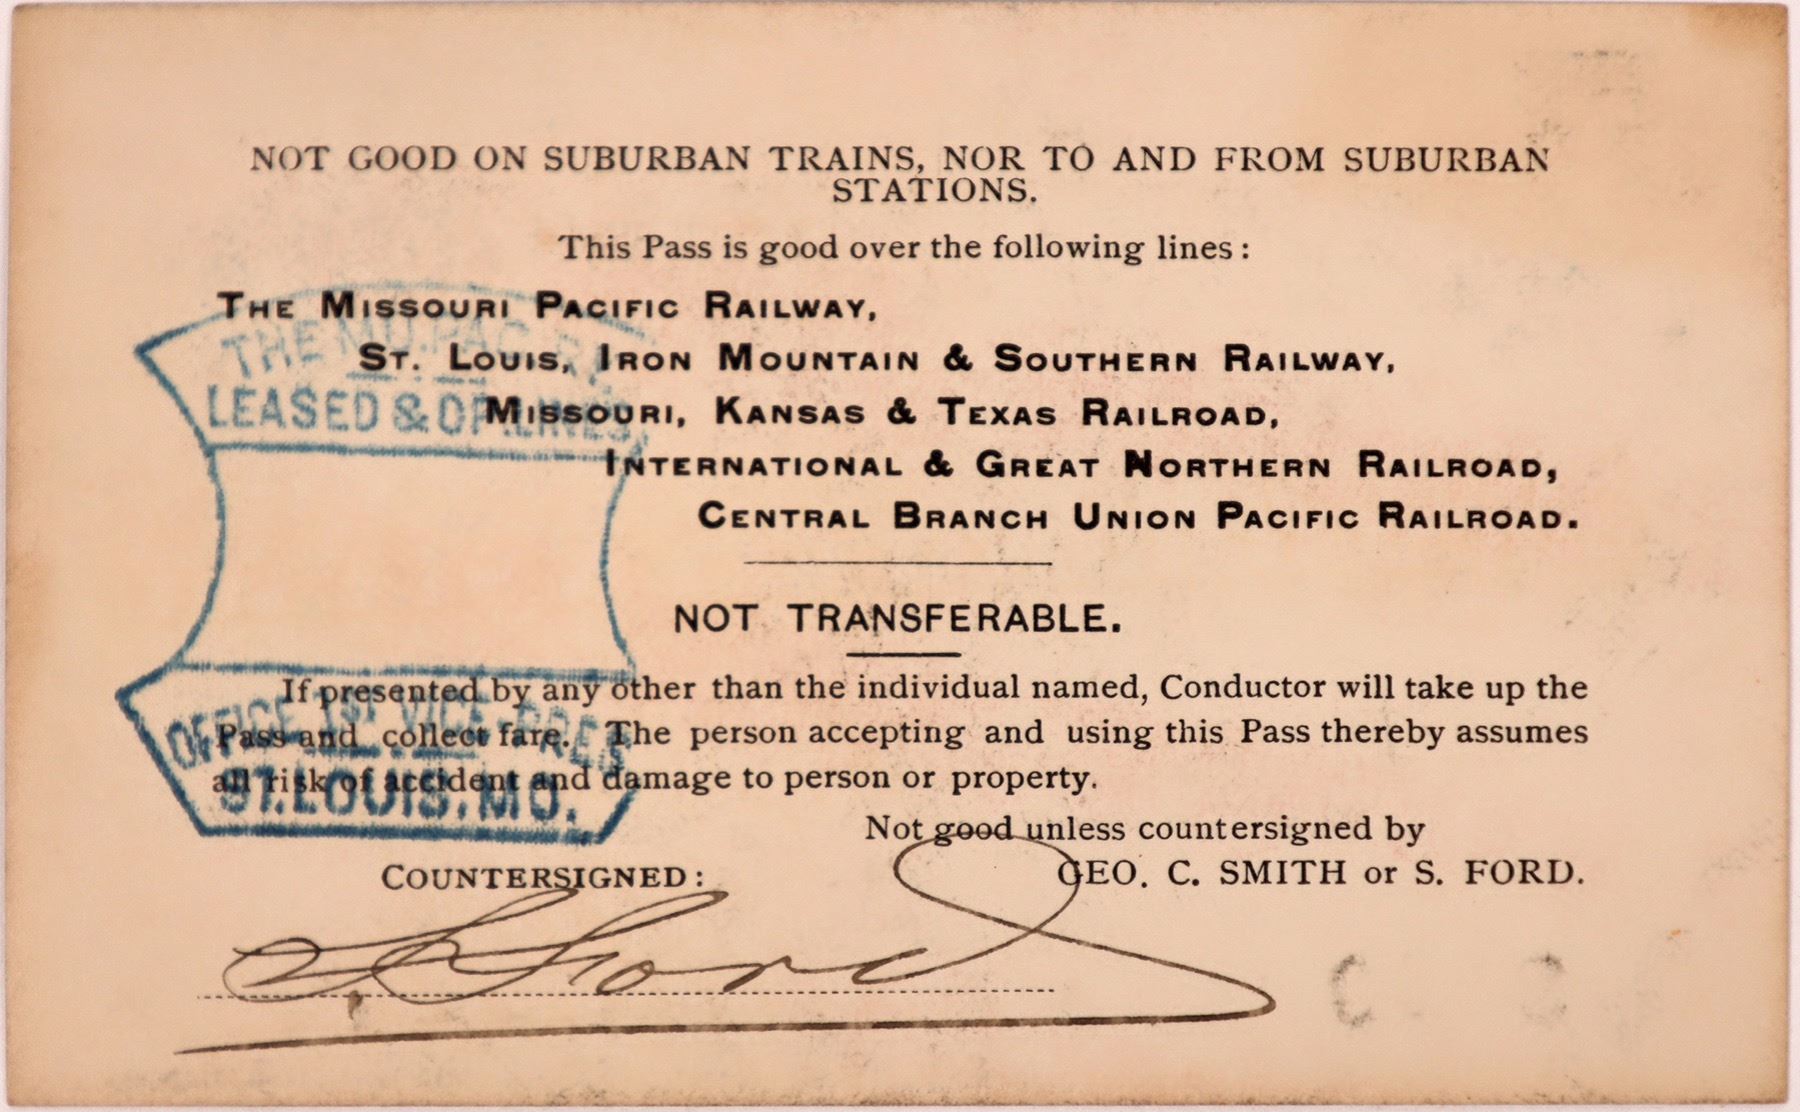 NOT GOOD ON SUBURBAN TRAINS, NOR TO AND FROM SUBURBAN
STATIONS.
This Pass is good over the following lines:
THE MISSOURI PACIFIC RAILWAY,
ST. LOUIS, IRON MOUNTAIN & SOUTHERN RAILWAY,
MISSOURI, KANSAS & TEXAS RAILROAD,
INTERNATIONAL & GREAT NORTHERN RAILROAD,
CENTRAL BRANCH UNION PACIFIC RAILROAD.
THE MO. PAC.
LEASED & OP. LINES,
NOT TRANSFERABLE.
If presented by any other than the individual named, Conductor will take up the
Pass and collect fare. The person accepting and using this Pass thereby assumes
all risk of accident and damage to person or property.
OFFICE 1ST VICE-PRES
ST. LOUIS, MO.
Not good unless countersigned by
GEO. C. SMITH or S. FORD.
COUNTERSIGNED:
S. Ford